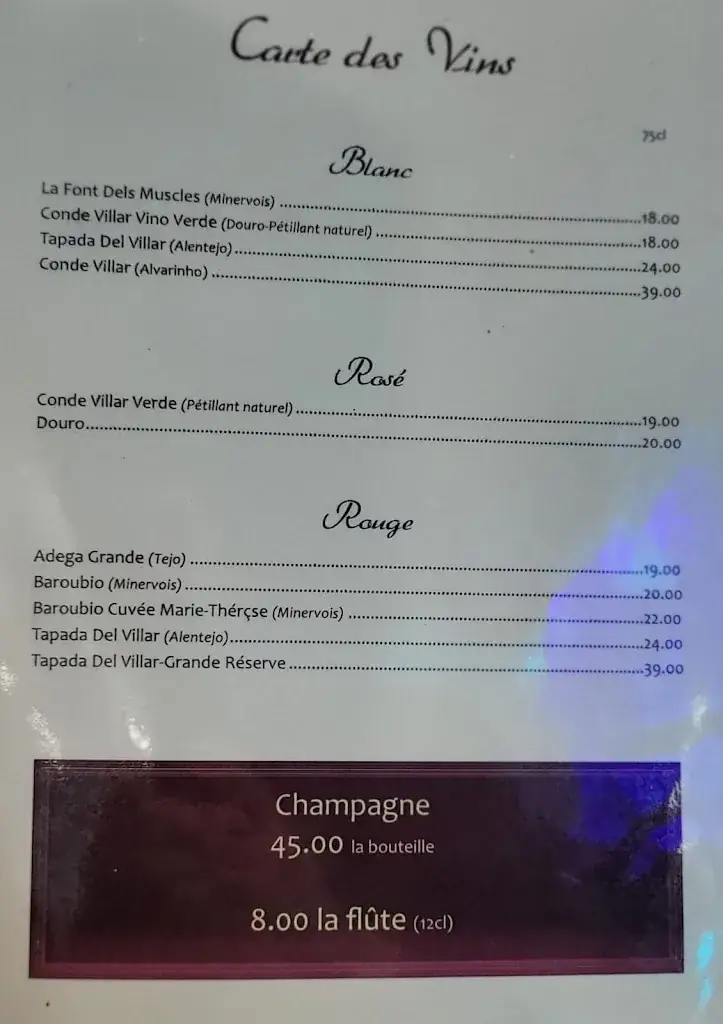 Carte des Vins
75cl
Blanc
La Font Dels Muscles (Minervois) ........ 18.00
Conde Villar Vino Verde (Douro-Pétillant naturel) ........ 18.00
Tapada Del Villar (Alentejo) ........ 24.00
Conde Villar (Alvarinho) ........ 39.00
Rosé
Conde Villar Verde (Pétillant naturel) ........ 19.00
Douro ........ 20.00
Rouge
Adega Grande (Tejo) ........ 19.00
Baroubio (Minervois) ........ 20.00
Baroubio Cuvée Marie-Thérçse (Minervois) ........ 22.00
Tapada Del Villar (Alentejo) ........ 24.00
Tapada Del Villar-Grande Réserve ........ 39.00
Champagne
45.00 la bouteille
8.00 la flûte (12cl)